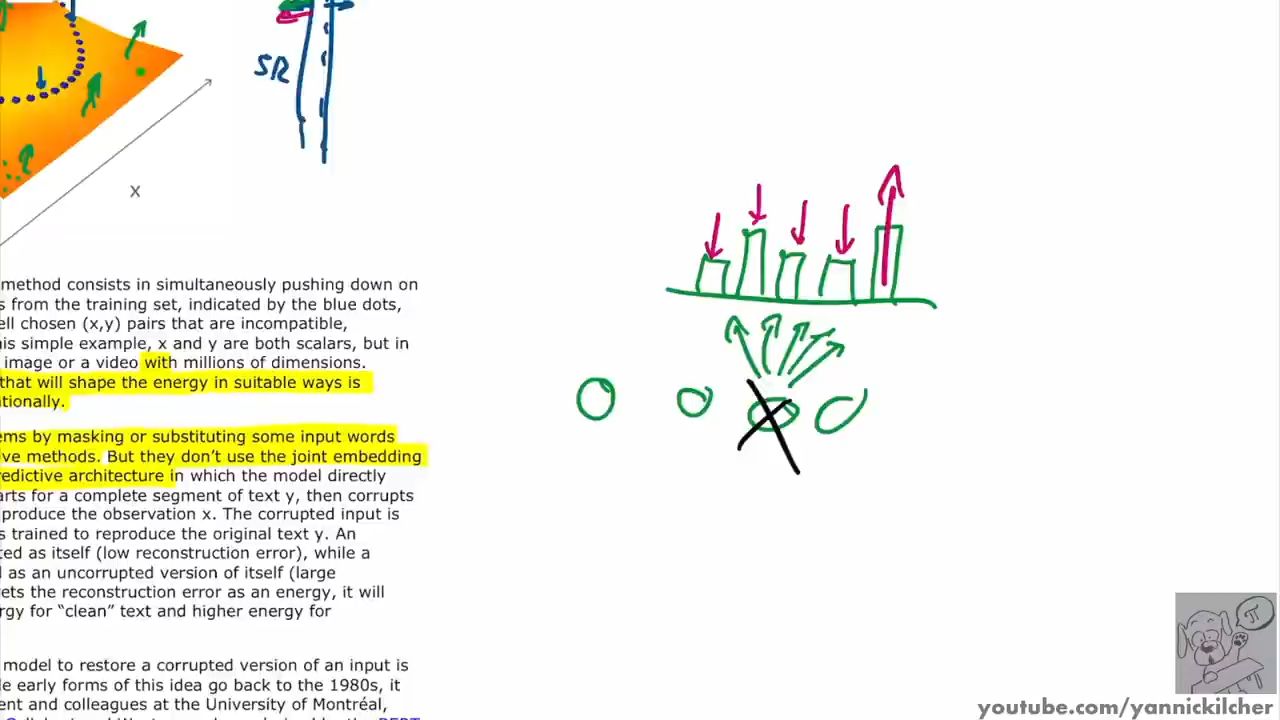 SR
x
method consists in simultaneously pushing down on
s from the training set, indicated by the blue dots,
ell chosen (x,y) pairs that are incompatible,
his simple example, x and y are both scalars, but in
image or a video with millions of dimensions.
that will shape the energy in suitable ways is
tionally.
ems by masking or substituting some input words
ive methods. But they don't use the joint embedding
redictive architecture in which the model directly
arts for a complete segment of text y, then corrupts
produce the observation x. The corrupted input is
s trained to reproduce the original text y. An
ted as itself (low reconstruction error), while a
d as an uncorrupted version of itself (large
ets the reconstruction error as an energy, it will
rgy for “clean” text and higher energy for
model to restore a corrupted version of an input is
le early forms of this idea go back to the 1980s, it
ent and colleagues at the University of Montréal,
π
youtube.com/yannickilcher